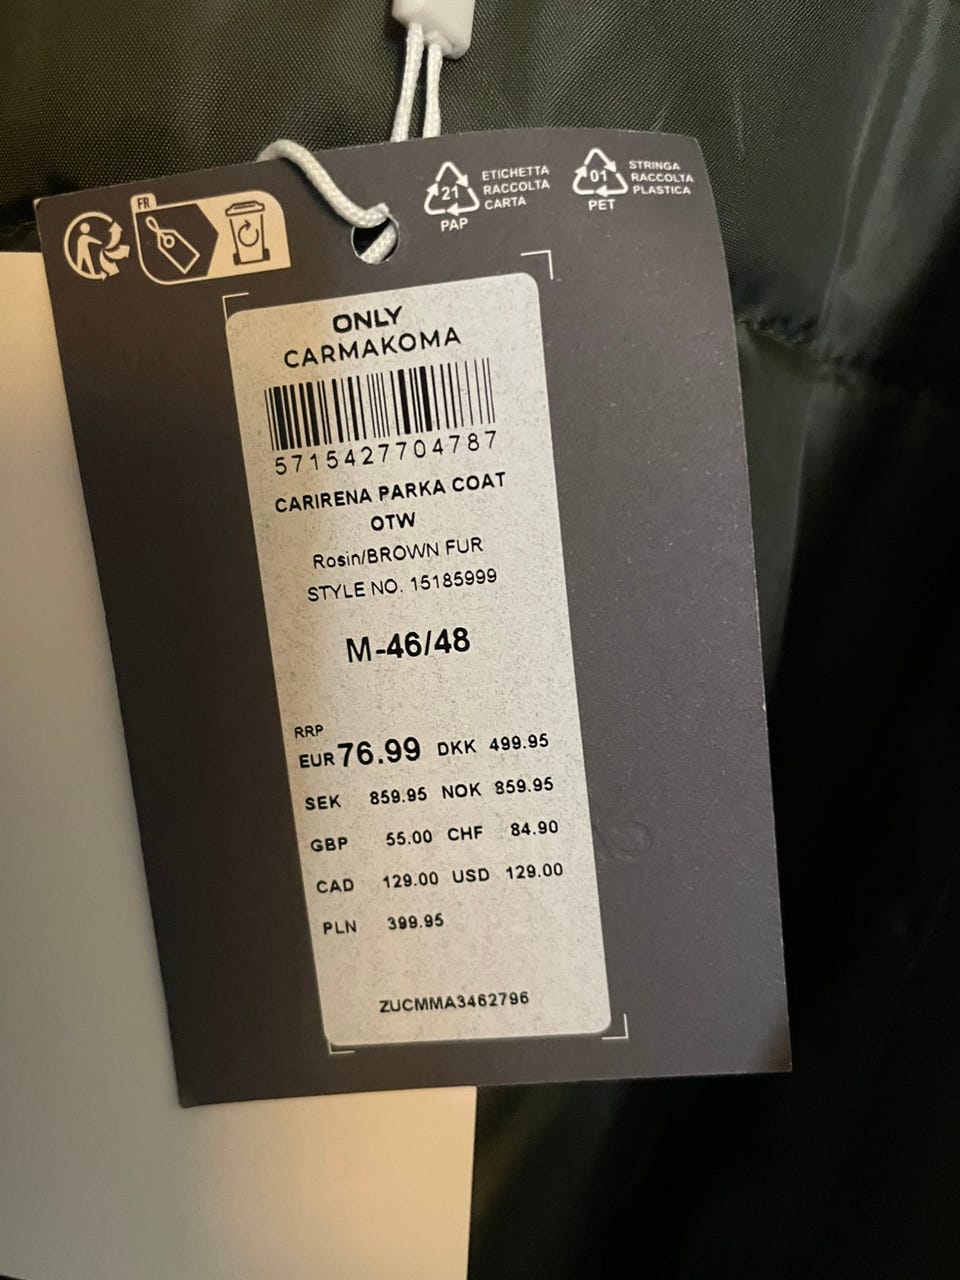 FR
21
PAP
ETICHETTA
RACCOLTA
CARTA
01
PET
STRINGA
RACCOLTA
PLASTICA
ONLY
CARMAKOMA
5715427704787
CARIRENA PARKA COAT
OTW
Rosin/BROWN FUR
STYLE NO. 15185999
M-46/48
RRP
EUR 76.99 DKK 499.95
SEK 859.95 NOK 859.95
GBP 55.00 CHF 84.90
CAD 129.00 USD 129.00
PLN 399.95
ZUCMMA3462796